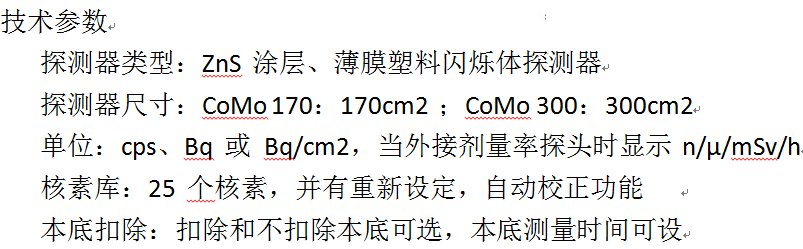 技术参数
探测器类型：ZnS 涂层、薄膜塑料闪烁体探测器
探测器尺寸：CoMo 170：170cm2；CoMo 300：300cm2
单位：cps、Bq 或 Bq/cm2，当外接剂量率探头时显示 n/μ/mSv/h
核素库：25 个核素，并有重新设定，自动校正功能
本底扣除：扣除和不扣除本底可选，本底测量时间可设